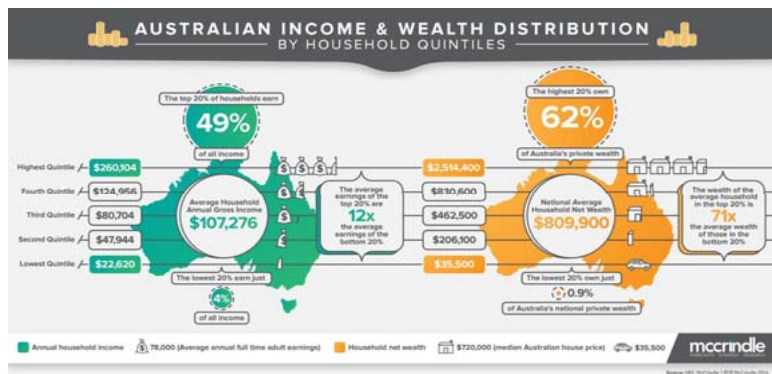 AUSTRALIAN INCOME & WEALTH DISTRIBUTION
BY HOUSEHOLD QUINTILES
The top 20% of households earn
49%
of all income
The highest 20% own
62%
of Australia's private wealth
Highest Quintile
$260,104
$2,514,400
Fourth Quintile
$124,956
$830,600
Third Quintile
$80,704
$462,500
Second Quintile
$47,944
$206,100
Lowest Quintile
$22,620
$35,500
Average Household
Annual Gross Income
$107,276
The average
earnings of the
top 20% are
12x
the average
earnings of the
bottom 20%
National Average
Household Net Wealth
$809,900
The wealth of the
average household
in the top 20% is
71x
the average wealth
of those in the
bottom 20%
The lowest 20% earn just
4%
of all income
The lowest 20% own just
0.9%
of Australia's national private wealth
Annual household income
78,000 (Average annual full time adult earnings)
Household net wealth
$720,000 (median Australian house price)
$35,500
mccrindle